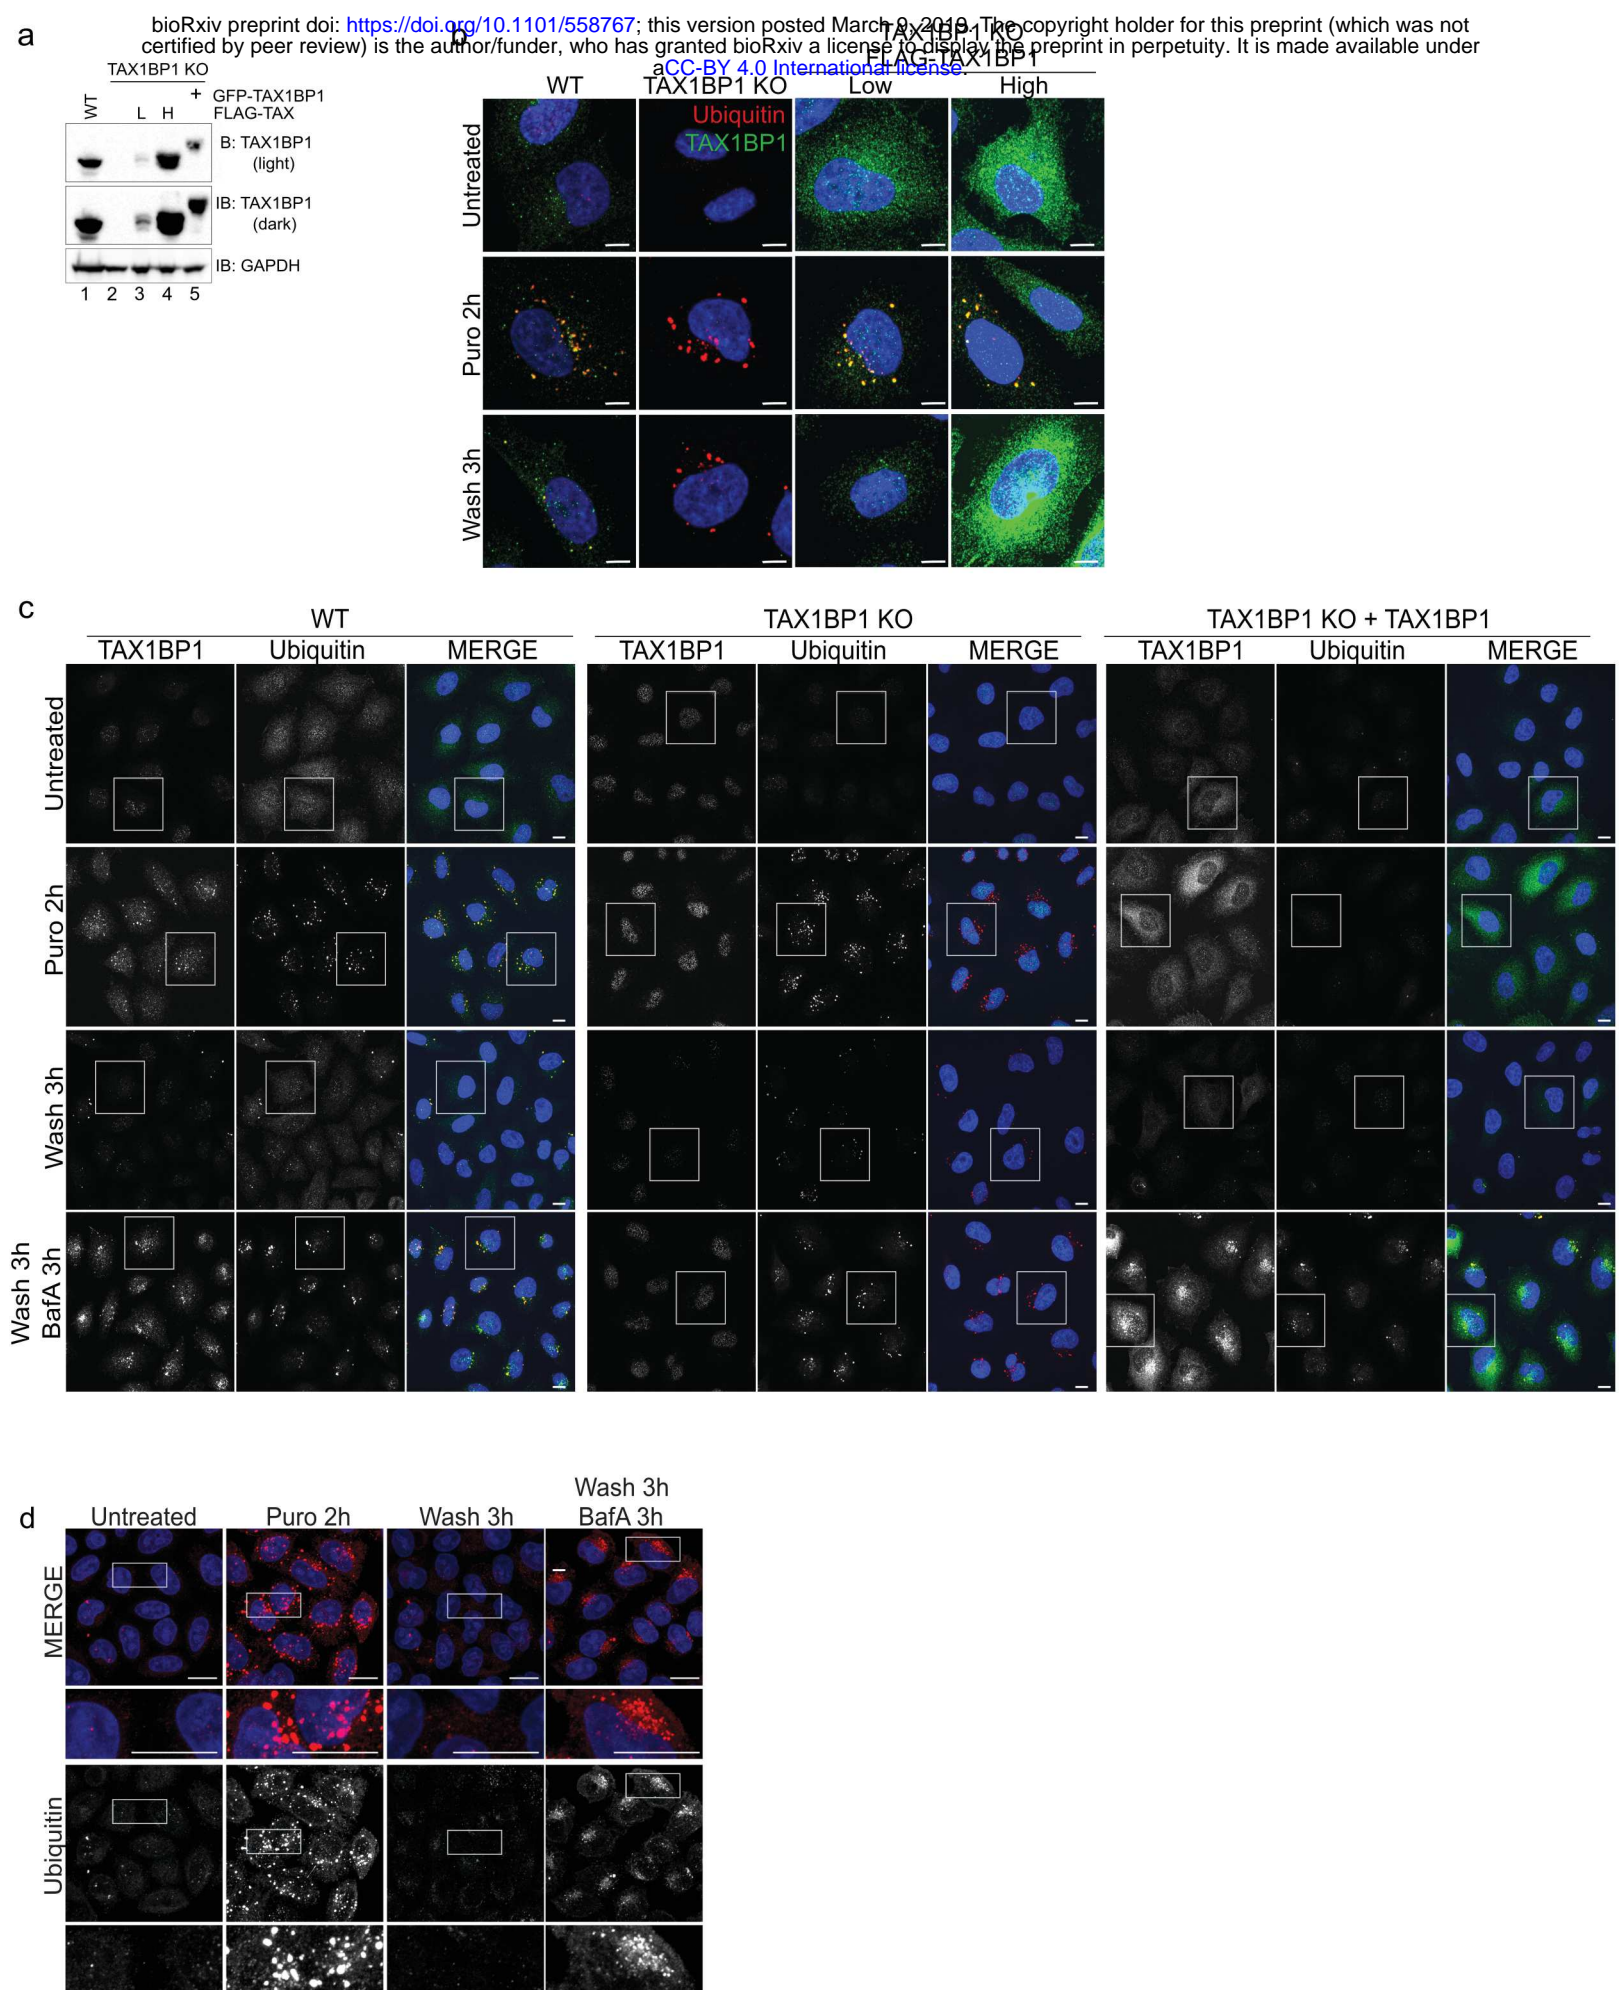 bioRxiv preprint doi: https://doi.org/10.1101/558767; this version posted March 9, 2019. The copyright holder for this preprint (which was not
certified by peer review) is the author/funder, who has granted bioRxiv a license to display the preprint in perpetuity. It is made available under
aCC-BY 4.0 International license.
a
TAX1BP1 KO
WT
+ GFP-TAX1BP1
L H FLAG-TAX
B: TAX1BP1
(light)
IB: TAX1BP1
(dark)
IB: GAPDH
1 2 3 4 5
b
TAX1BP1 KO
FLAG-TAX1BP1
WT TAX1BP1 KO Low High
Ubiquitin
TAX1BP1
Untreated
Puro 2h
Wash 3h
c
WT TAX1BP1 KO TAX1BP1 KO + TAX1BP1
TAX1BP1 Ubiquitin MERGE TAX1BP1 Ubiquitin MERGE TAX1BP1 Ubiquitin MERGE
Untreated
Puro 2h
Wash 3h
Wash 3h
BafA 3h
d
Wash 3h
Untreated Puro 2h Wash 3h BafA 3h
MERGE
Ubiquitin